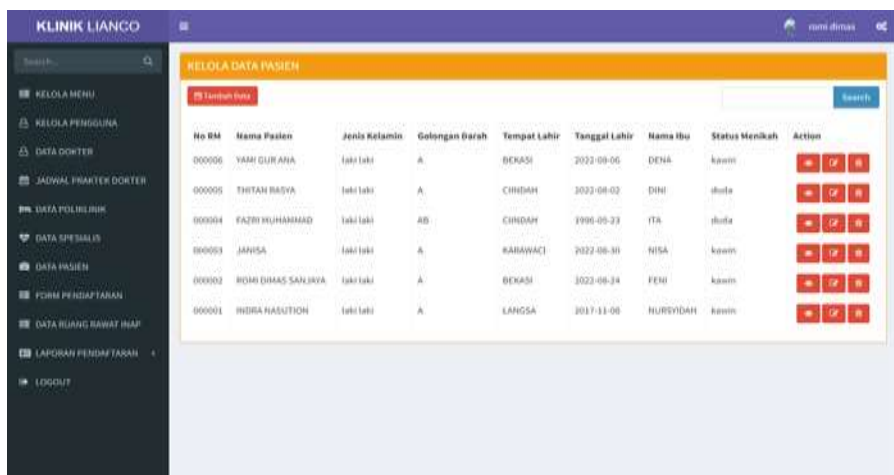 KLINIK LIANCO
romi dimas
Search...
KELOLA DATA PASIEN
Tambah Data
Search
KELOLA MENU
KELOLA PENGGUNA
DATA DOKTER
JADWAL PRAKTEK DOKTER
DATA POLIKLINIK
DATA SPESIALIS
DATA PASIEN
FORM PENDAFTARAN
DATA RUANG RAWAT INAP
LAPORAN PENDAFTARAN
LOGOUT
No RM Nama Pasien Jenis Kelamin Golongan Darah Tempat Lahir Tanggal Lahir Nama Ibu Status Menikah Action
000006 YAMI GUR ANA laki laki A BEKASI 2022-09-06 DENA kawin
000005 THITAN RASYA laki laki A 2022-08-02 DINI duda
000004 FAZRI MUHAMMAD laki laki AB 1996-05-23 ITA duda
000003 JANISA laki laki A KARAWACI 2022-08-30 NISA kawin
000002 ROMI DIMAS SANJAYA laki laki A BEKASI 2022-08-24 FENI kawin
000001 INDRA NASUTION laki laki A LANGSA 2017-11-08 NURSYIDAH kawin